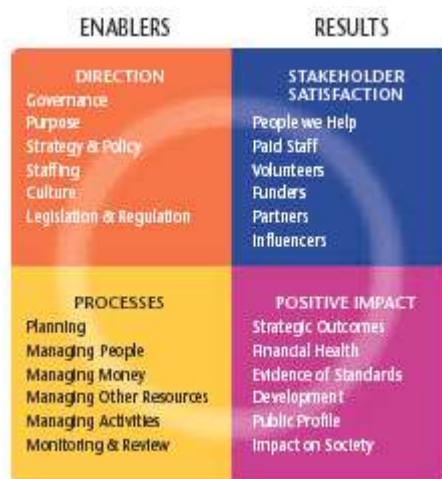 ENABLERS
RESULTS
DIRECTION
Governance
Purpose
Strategy & Policy
Staffing
Culture
Legislation & Regulation
STAKEHOLDER
SATISFACTION
People we Help
Paid Staff
Volunteers
Funders
Partners
Influencers
PROCESSES
Planning
Managing People
Managing Money
Managing Other Resources
Managing Activities
Monitoring & Review
POSITIVE IMPACT
Strategic Outcomes
Financial Health
Evidence of Standards
Development
Public Profile
Impact on Society